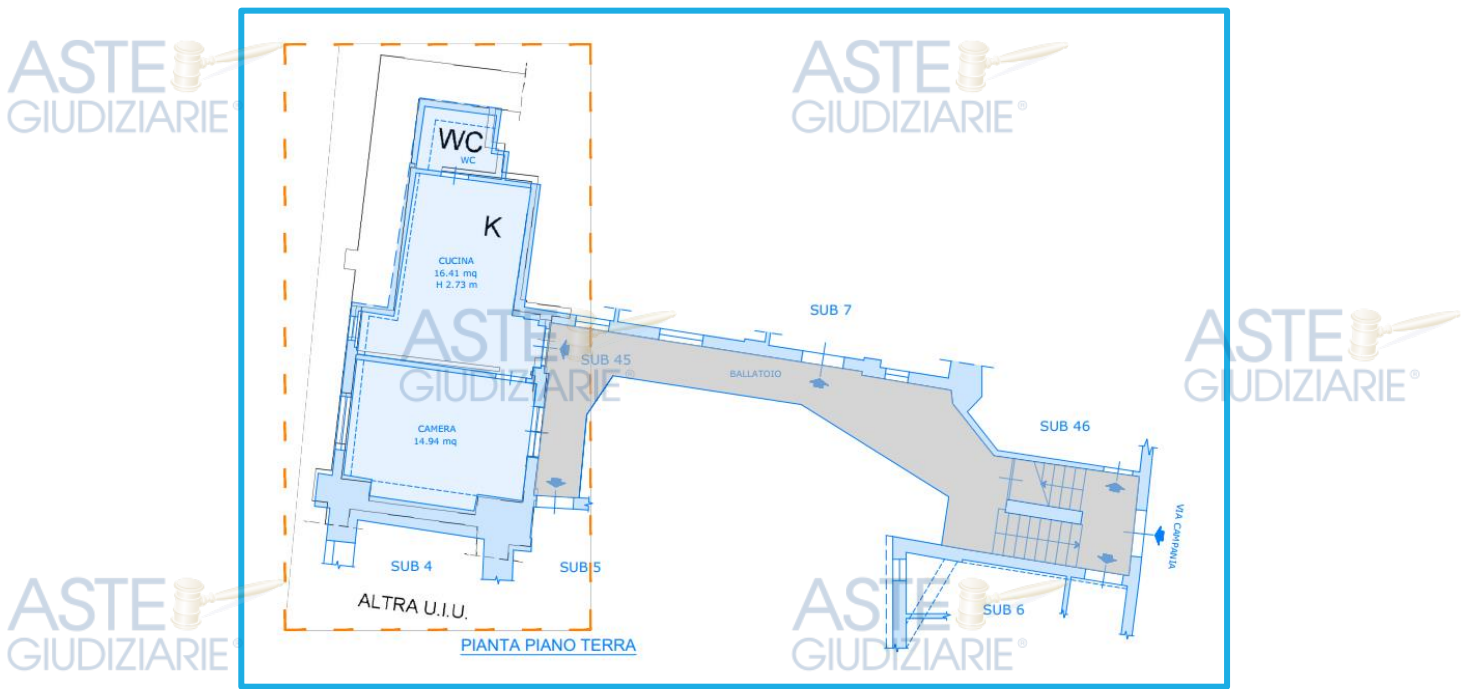 ASTE
GIUDIZIARIE®
ASTE
GIUDIZIARIE®
WC
WC
K
CUCINA
16.41 mq
H 2.73 m
SUB 7
ASTE
GIUDIZIARIE®
ASTE
GIUDIZIARIE®
SUB 45
BALLATOIO
CAMERA
14.94 mq
SUB 46
VIA CAMPANIA
SUB 4
SUB 5
ASTE
GIUDIZIARIE®
ASTE
GIUDIZIARIE®
SUB 6
ALTRA U.I.U.
PIANTA PIANO TERRA